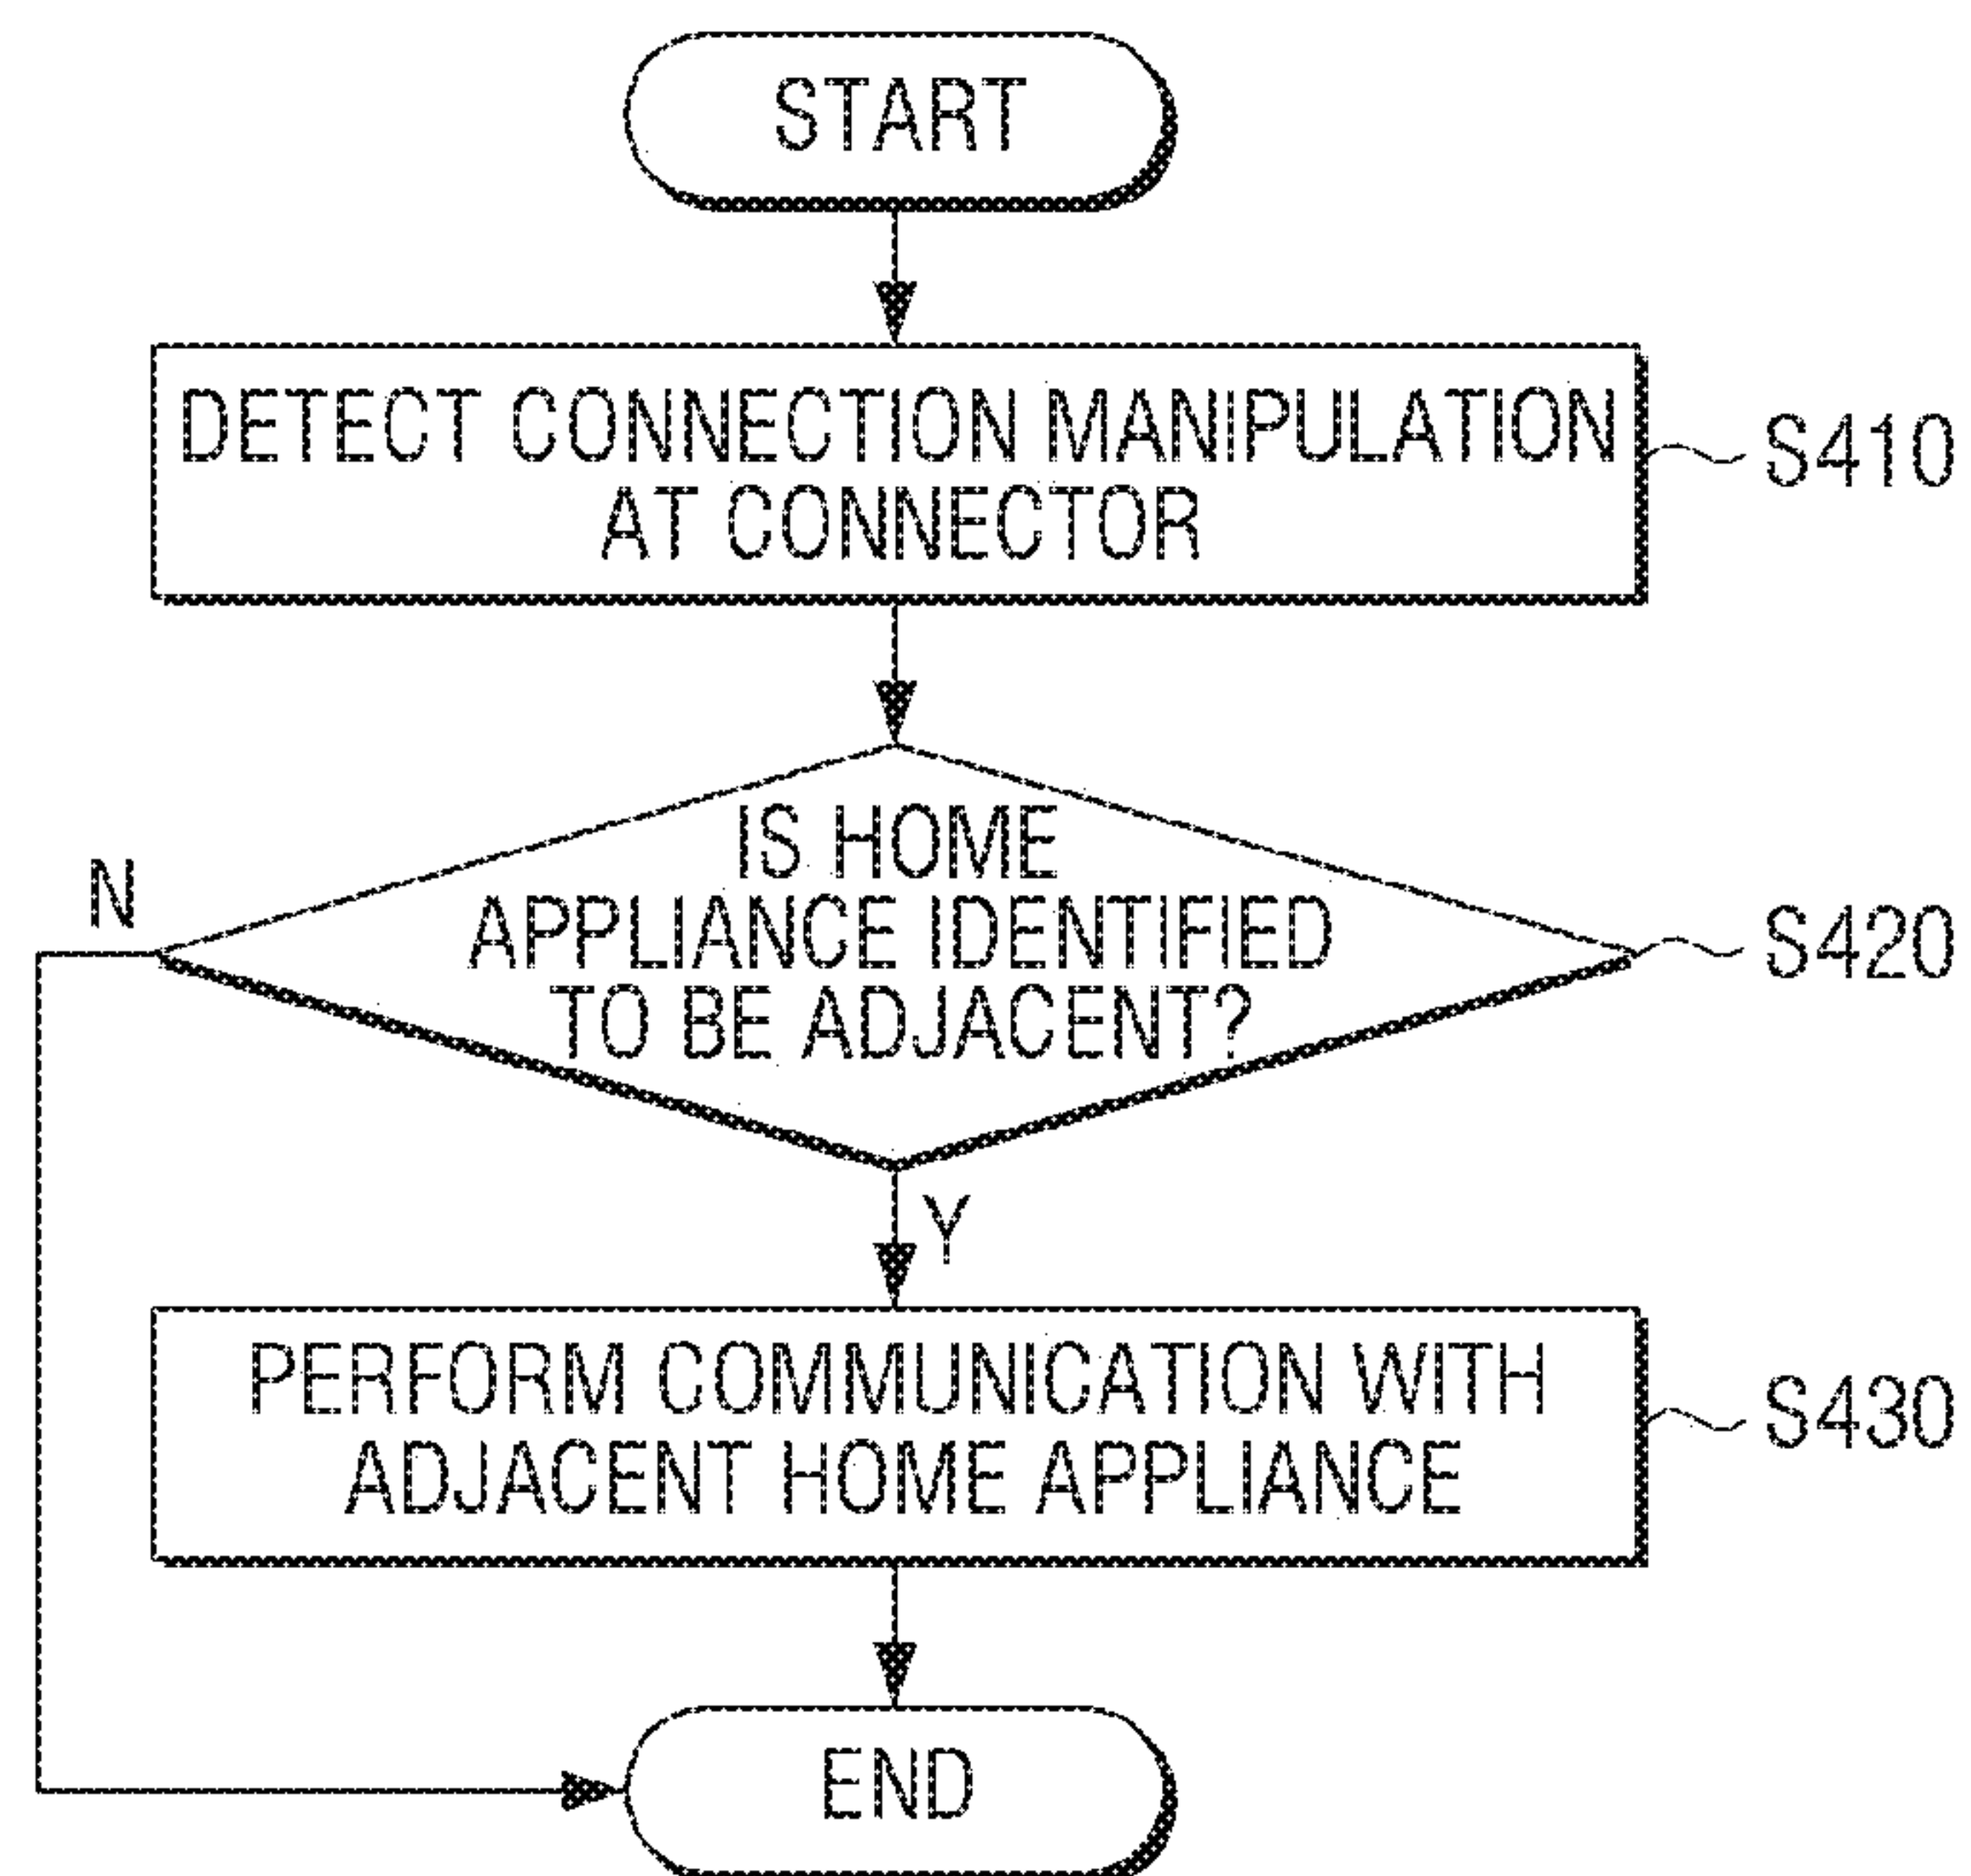 START
DETECT CONNECTION MANIPULATION
AT CONNECTOR
S410
IS HOME
APPLIANCE IDENTIFIED
TO BE ADJACENT?
N
S420
Y
PERFORM COMMUNICATION WITH
ADJACENT HOME APPLIANCE
S430
END